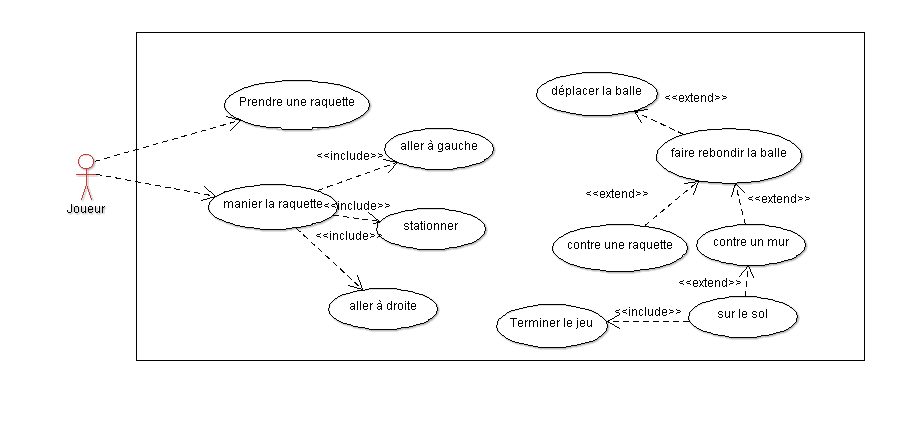 déplacer la balle
<<extend>>
Prendre une raquette
aller à gauche
<<include>>
faire rebondir la balle
Joueur
manier la raquette
<<include>>
stationner
<<include>>
aller à droite
<<extend>>
<<extend>>
contre une raquette
contre un mur
<<extend>>
Terminer le jeu
<<include>>
sur le sol